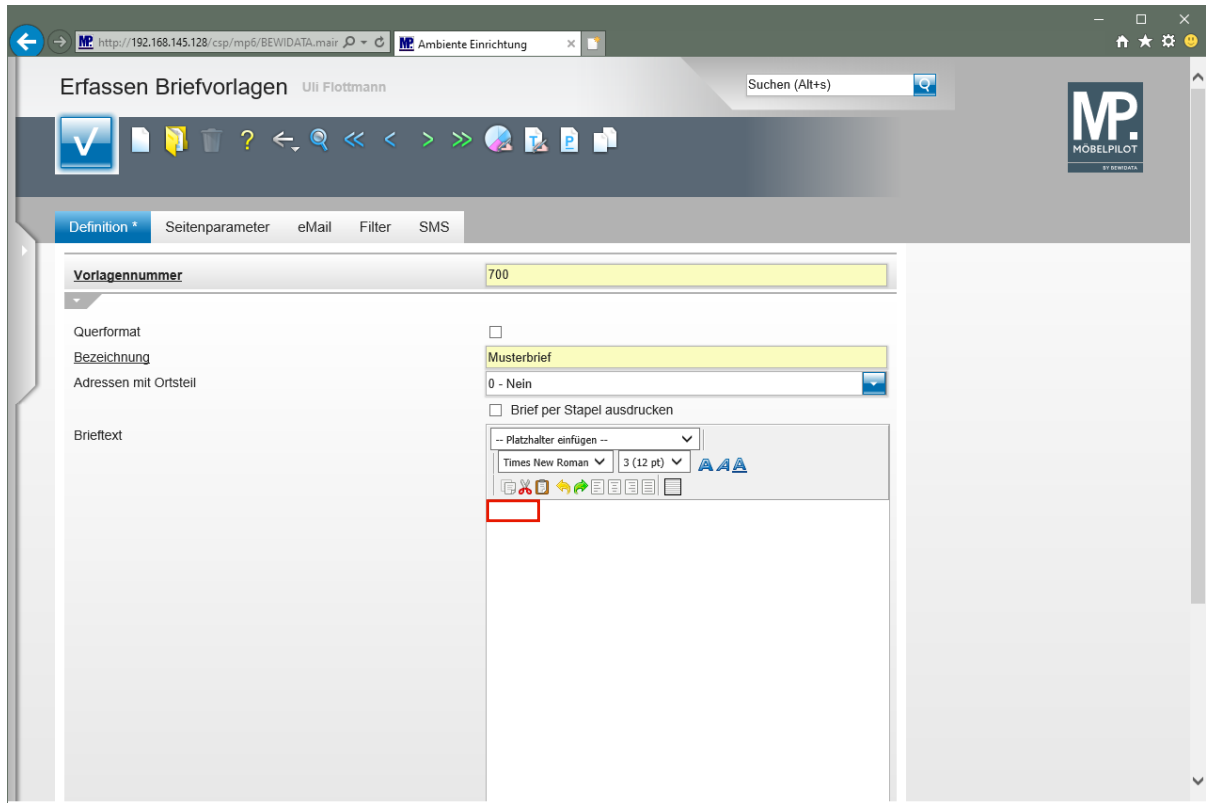 http://192.168.145.128/csp/mp6/BEWIDATA.mair
MP. Ambiente Einrichtung
Erfassen Briefvorlagen Uli Flottmann
Suchen (Alt+s)
MP.
MÖBELPILOT
BY BEWIDATA
Definition * Seitenparameter eMail Filter SMS
Vorlagennummer 700
Querformat
Bezeichnung Musterbrief
Adressen mit Ortsteil 0 - Nein
Brief per Stapel ausdrucken
Brieftext
-- Platzhalter einfügen --
Times New Roman 3 (12 pt) A A A